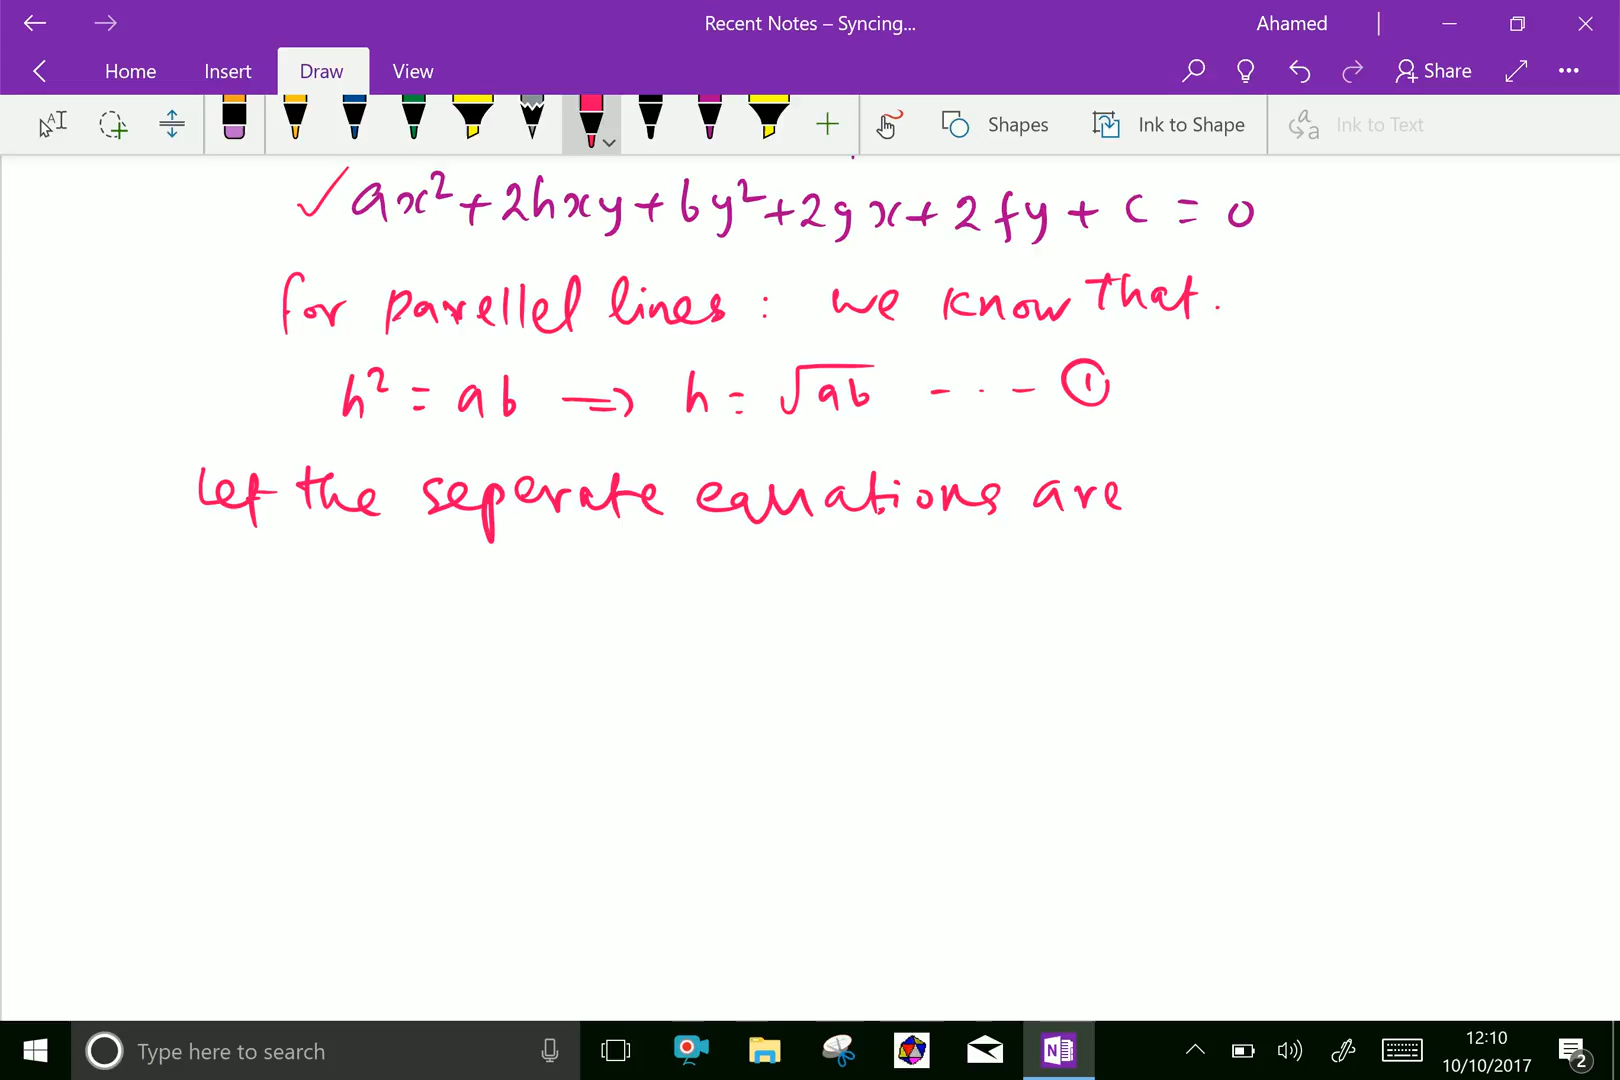 Recent Notes – Syncing...
Ahamed
Home Insert Draw View
Share
Shapes
Ink to Shape
Ink to Text
ax² + 2hxy + by² + 2gx + 2fy + c = 0
for parellel lines : we know that.
h² = ab ⟹ h = √ab - - - ①
Let the seperate equations are
Type here to search
12:10
10/10/2017
2